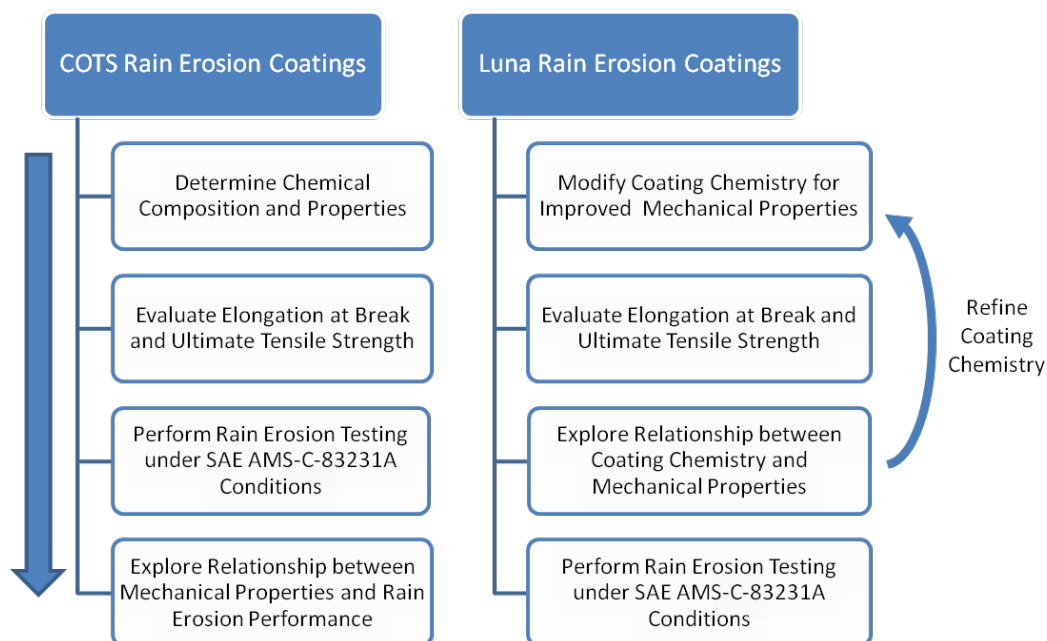 COTS Rain Erosion Coatings
Determine Chemical
Composition and Properties
Evaluate Elongation at Break
and Ultimate Tensile Strength
Perform Rain Erosion Testing
under SAE AMS-C-83231A
Conditions
Explore Relationship between
Mechanical Properties and Rain
Erosion Performance
Luna Rain Erosion Coatings
Modify Coating Chemistry for
Improved Mechanical Properties
Evaluate Elongation at Break and
Ultimate Tensile Strength
Explore Relationship between
Coating Chemistry and
Mechanical Properties
Perform Rain Erosion Testing
under SAE AMS-C-83231A
Conditions
Refine
Coating
Chemistry